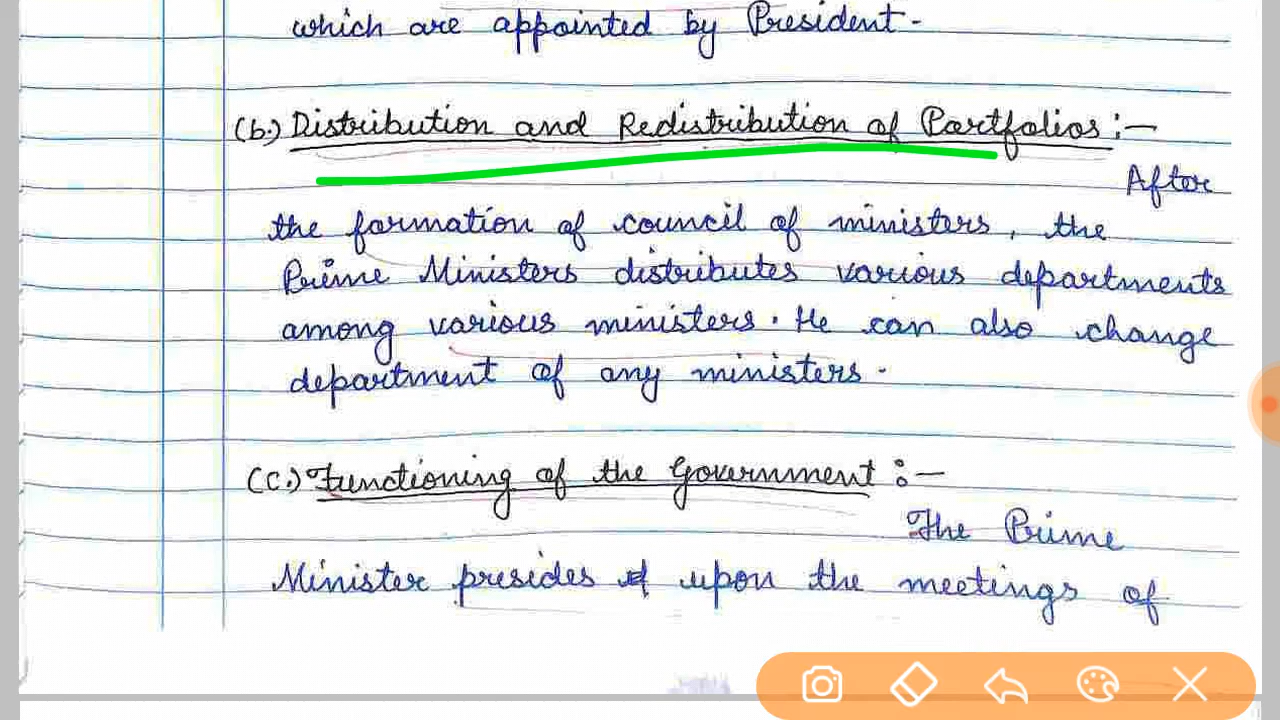 which are appointed by President -
(b.) Distribution and Redistribution of Partfolios :-
After
the formation of council of ministers, the
Prime Ministers distributes various departments
among various ministers. He can also change
department of any ministers.
(c.) Functioning of the Government :-
The Prime
Minister presides upon the meetings of